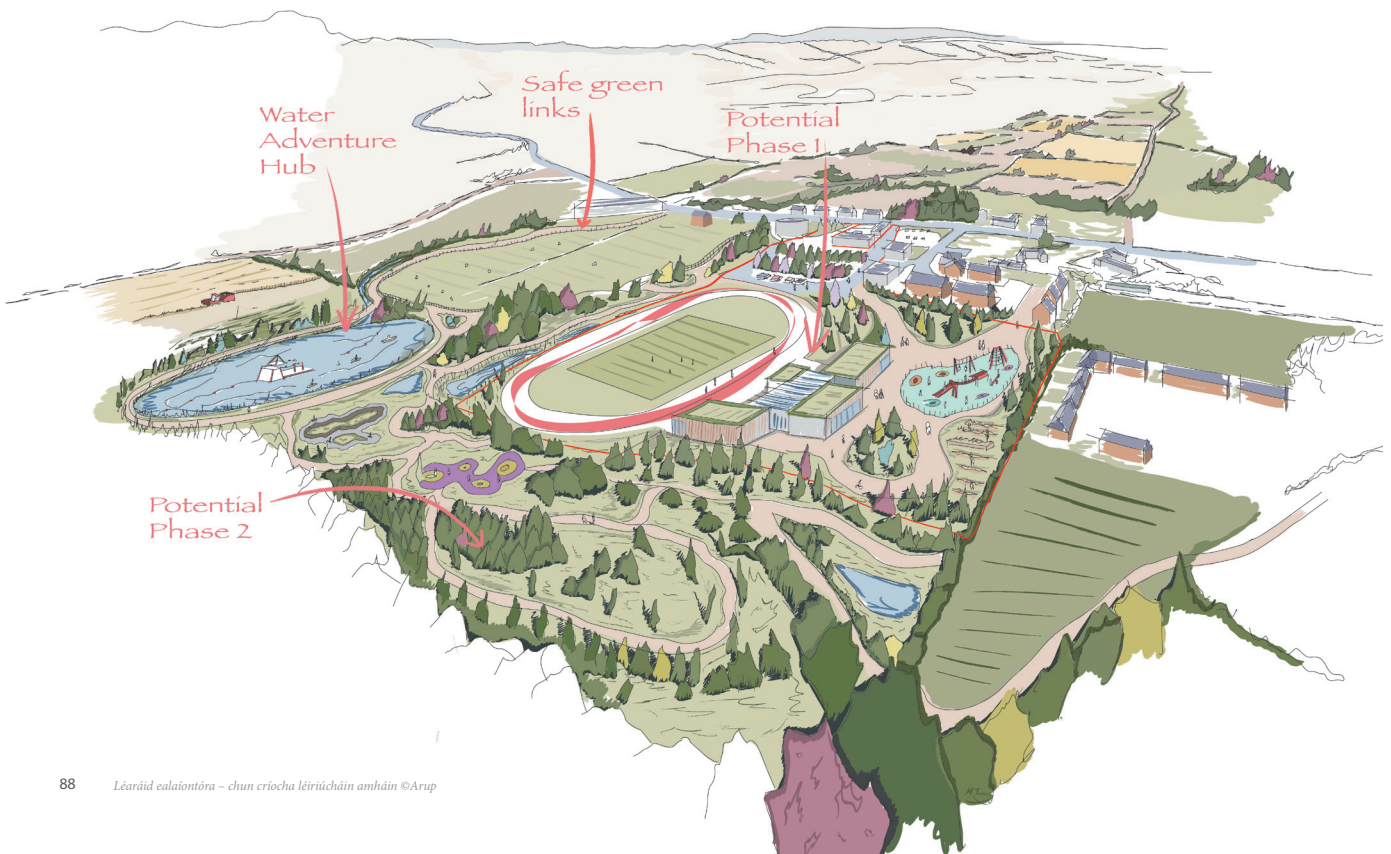 Safe green
links
Water
Adventure
Hub
Potential
Phase 1
Potential
Phase 2
88
Léaráid ealaíontóra – chun críocha léiriúcháin amháin ©Arup